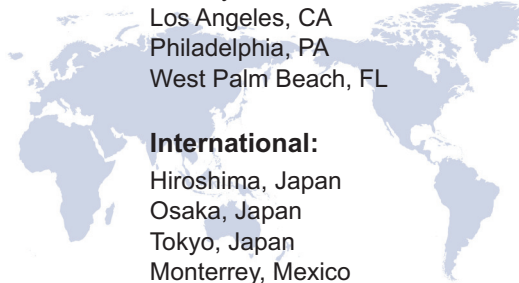 Los Angeles, CA
Philadelphia, PA
West Palm Beach, FL
International:
Hiroshima, Japan
Osaka, Japan
Tokyo, Japan
Monterrey, Mexico